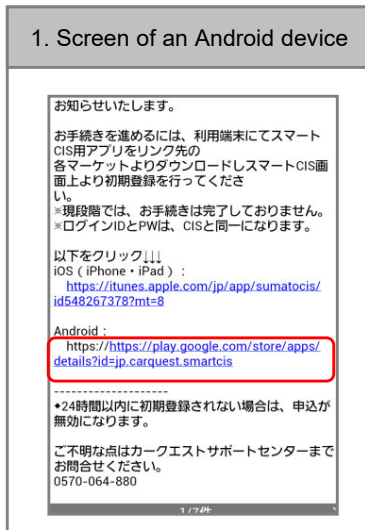 1. Screen of an Android device
お知らせいたします。
お手続きを進めるには、利用端末にてスマート
CIS用アプリをリンク先の
各マーケットよりダウンロードしスマートCIS画
面上より初期登録を行ってくださ
い。
※現段階では、お手続きは完了しておりません。
※ログインIDとPWは、CISと同一になります。
以下をクリック↓↓↓
iOS（iPhone・iPad）：
https://itunes.apple.com/jp/app/sumatocis/
id548267378?mt=8
Android：
https://https://play.google.com/store/apps/
details?id=jp.carquest.smartcis
--------------------
◆24時間以内に初期登録されない場合は、申込が
無効になります。
ご不明な点はカークエストサポートセンターまで
お問合せください。
0570-064-880
1/2件